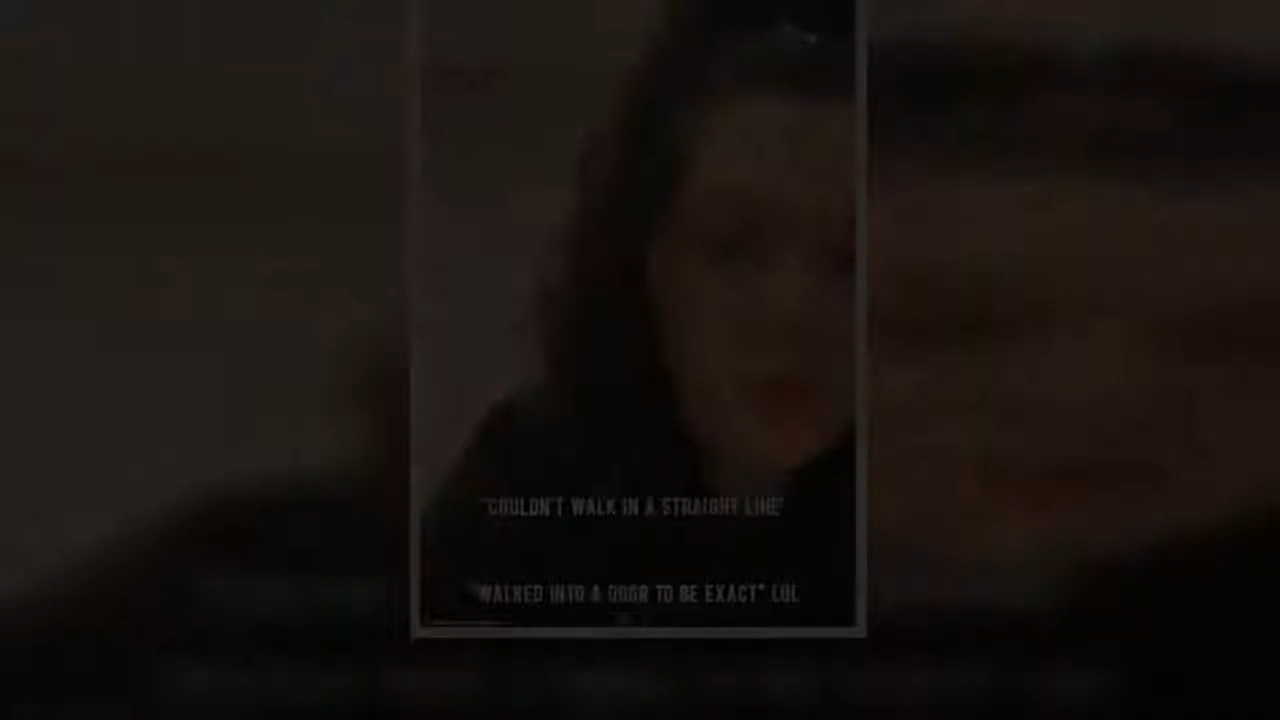 "COULDN'T WALK IN A STRAIGHT LINE"
"WALKED INTO A DOOR TO BE EXACT" LOL